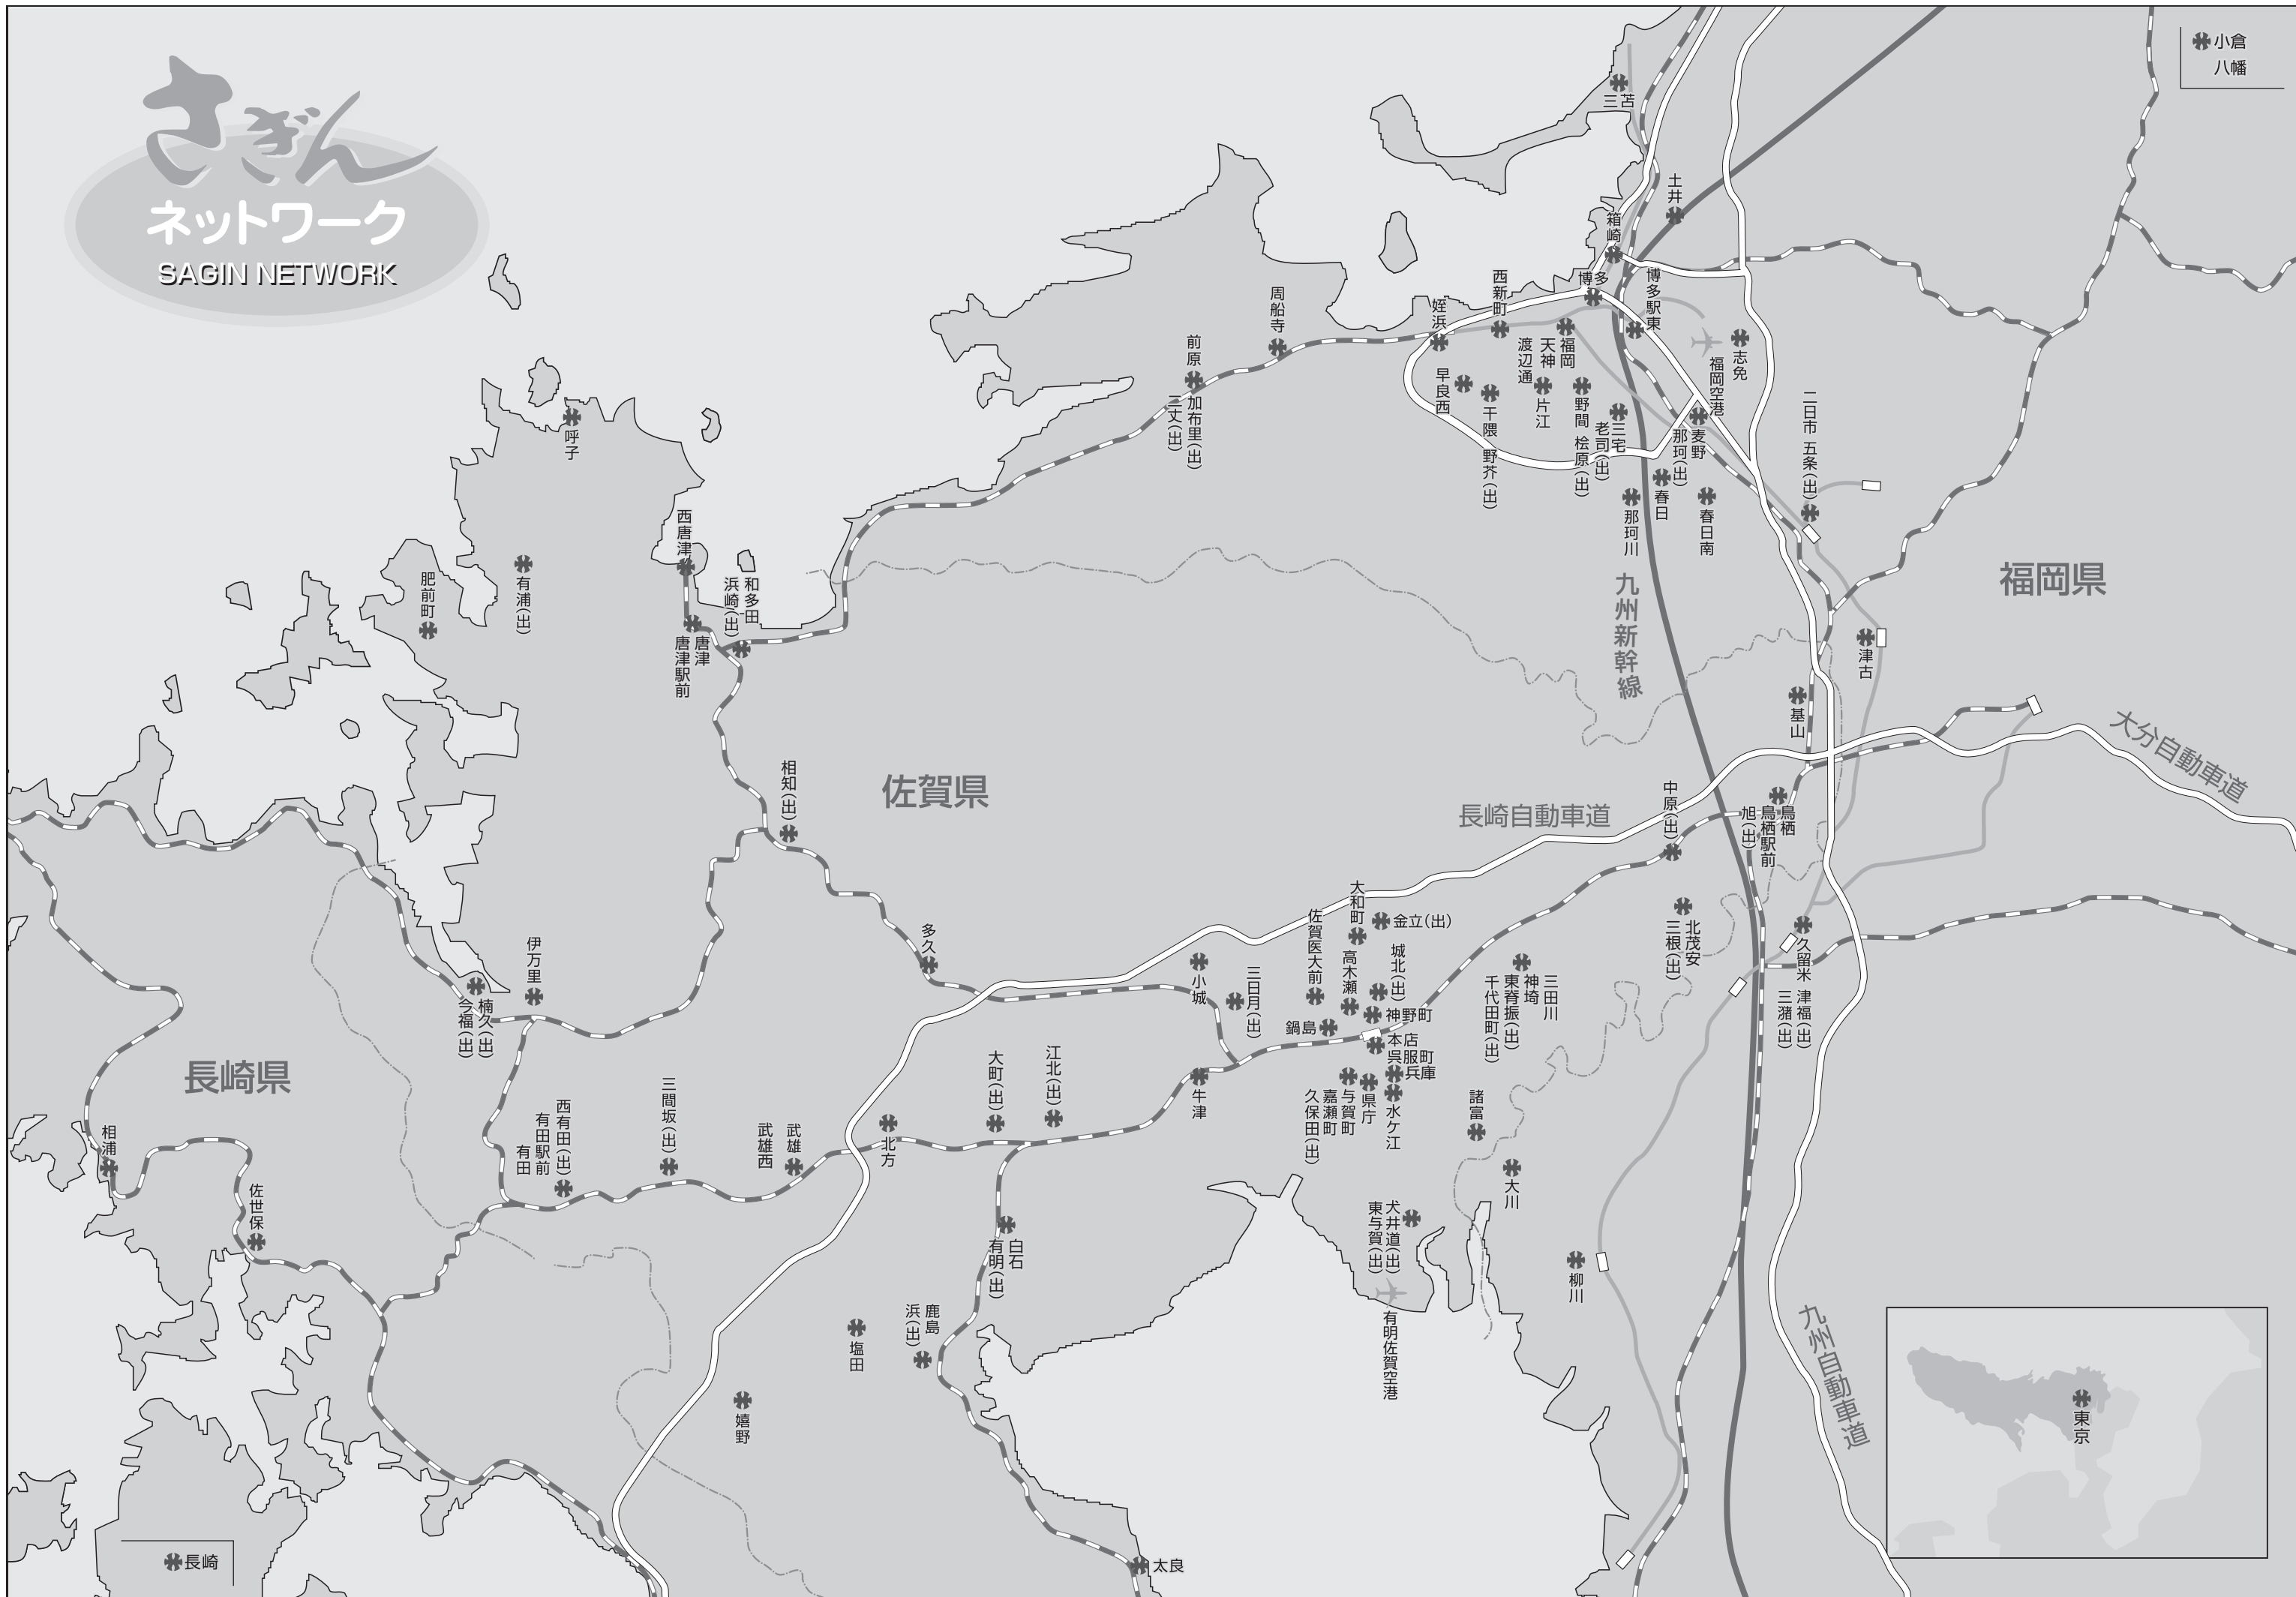 さぎん
ネットワーク
SAGIN NETWORK
小倉
八幡
三苫
土井
箱崎
博多
博多駅東
西新町
姪浜
周船寺
前原
加布里(出)
二丈(出)
福岡
天神
渡辺通
早良西
干隈
野芥(出)
片江
野間
桧原(出)
三宅
老司(出)
福岡空港
志免
麦野
那珂(出)
春日
那珂川
春日南
二日市
五条(出)
福岡県
九州新幹線
津古
基山
大分自動車道
呼子
西唐津
有浦(出)
肥前町
和多田
浜崎(出)
唐津
唐津駅前
相知(出)
佐賀県
長崎自動車道
中原(出)
鳥栖
鳥栖駅前
旭(出)
大和町
金立(出)
佐賀医大前
高木瀬
城北(出)
神野町
鍋島
本店
呉服町
兵庫
水ケ江
県庁
与賀町
嘉瀬町
久保田(出)
三田川
神埼
東脊振(出)
千代田町(出)
北茂安
三根(出)
久留米
津福(出)
三潴(出)
多久
小城
三日月(出)
牛津
伊万里
楠久(出)
今福(出)
長崎県
相浦
佐世保
西有田(出)
有田駅前
有田
三間坂(出)
武雄
武雄西
北方
大町(出)
江北(出)
諸富
大川
柳川
犬井道(出)
東与賀(出)
有明佐賀空港
白石
有明(出)
鹿島
浜(出)
塩田
嬉野
太良
長崎
九州自動車道
東京